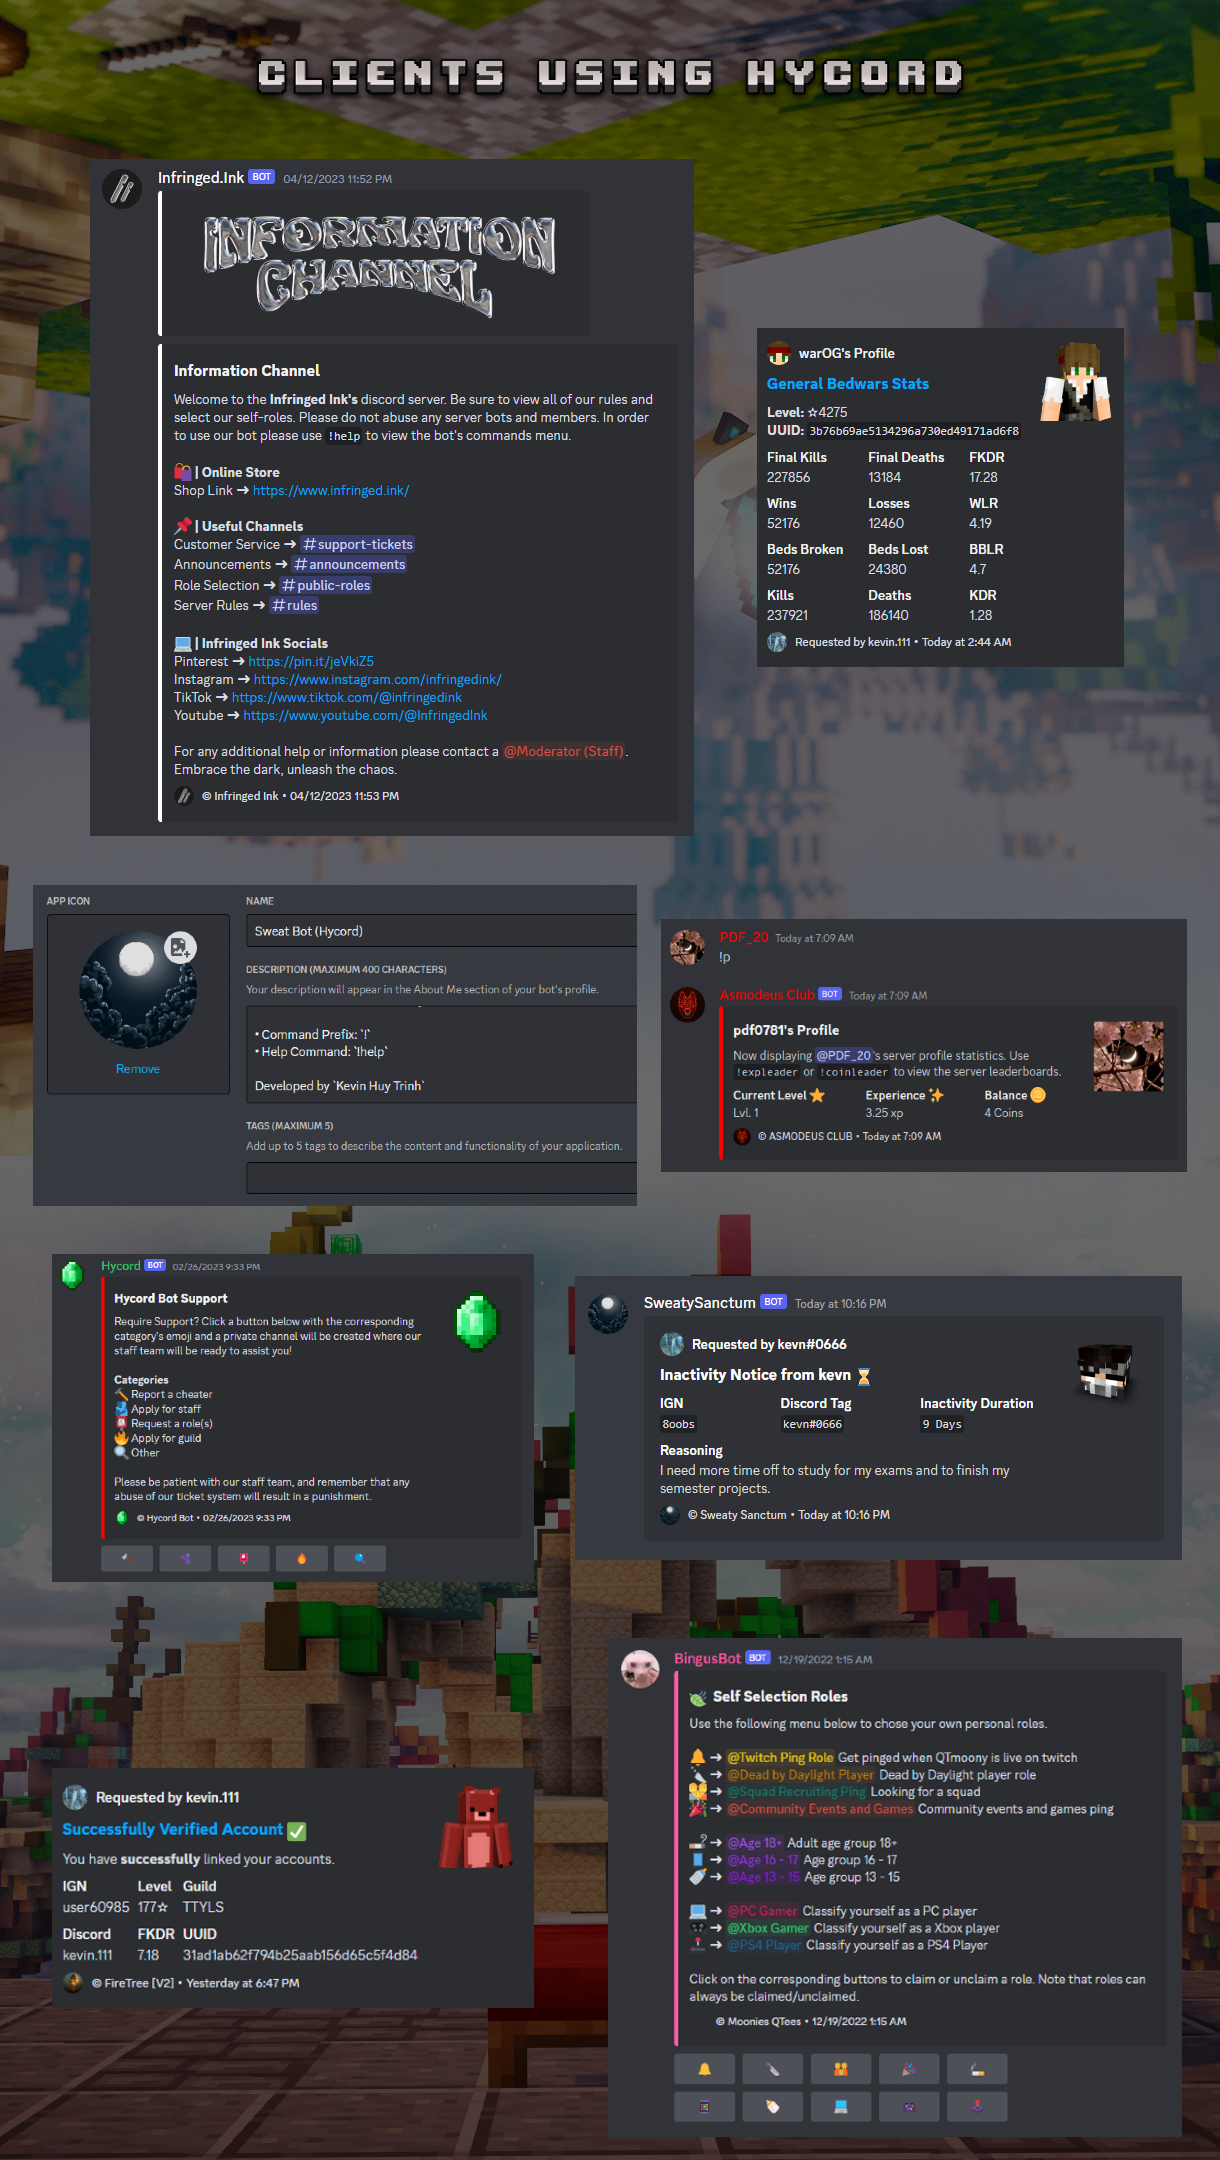 CLIENTS USING HYCORD
Infringed.Ink BOT 04/12/2023 11:52 PM
INFORMATION
CHANNEL
Information Channel
Welcome to the Infringed Ink's discord server. Be sure to view all of our rules and
select our self-roles. Please do not abuse any server bots and members. In order
to use our bot please use !help to view the bot's commands menu.
| Online Store
Shop Link ➜ https://www.infringed.ink/
| Useful Channels
Customer Service ➜ #support-tickets
Announcements ➜ #announcements
Role Selection ➜ #public-roles
Server Rules ➜ #rules
| Infringed Ink Socials
Pinterest ➜ https://pin.it/jeVkiZ5
Instagram ➜ https://www.instagram.com/infringedink/
TikTok ➜ https://www.tiktok.com/@infringedink
Youtube ➜ https://www.youtube.com/@InfringedInk
For any additional help or information please contact a @Moderator (Staff).
Embrace the dark, unleash the chaos.
© Infringed Ink • 04/12/2023 11:53 PM
warOG's Profile
General Bedwars Stats
Level: ☆4275
UUID: 3b76b69ae5134296a730ed49171ad6f8
Final Kills Final Deaths FKDR
227856 13184 17.28
Wins Losses WLR
52176 12460 4.19
Beds Broken Beds Lost BBLR
52176 24380 4.7
Kills Deaths KDR
237921 186140 1.28
Requested by kevin.111 • Today at 2:44 AM
APP ICON
Remove
NAME
Sweat Bot (Hycord)
DESCRIPTION (MAXIMUM 400 CHARACTERS)
Your description will appear in the About Me section of your bot's profile.
• Command Prefix: `!`
• Help Command: `!help`
Developed by `Kevin Huy Trinh`
TAGS (MAXIMUM 5)
Add up to 5 tags to describe the content and functionality of your application.
PDF_20 Today at 7:09 AM
!p
Asmodeus Club BOT Today at 7:09 AM
pdf0781's Profile
Now displaying @PDF_20's server profile statistics. Use
!expleader or !coinleader to view the server leaderboards.
Current Level Experience Balance
Lvl. 1 3.25 xp 4 Coins
© ASMODEUS CLUB • Today at 7:09 AM
Hycord BOT 02/26/2023 9:33 PM
Hycord Bot Support
Require Support? Click a button below with the corresponding
category's emoji and a private channel will be created where our
staff team will be ready to assist you!
Categories
Report a cheater
Apply for staff
Request a role(s)
Apply for guild
Other
Please be patient with our staff team, and remember that any
abuse of our ticket system will result in a punishment.
© Hycord Bot • 02/26/2023 9:33 PM
SweatySanctum BOT Today at 10:16 PM
Requested by kevn#0666
Inactivity Notice from kevn
IGN Discord Tag Inactivity Duration
8oobs kevn#0666 9 Days
Reasoning
I need more time off to study for my exams and to finish my
semester projects.
© Sweaty Sanctum • Today at 10:16 PM
Requested by kevin.111
Successfully Verified Account
You have successfully linked your accounts.
IGN Level Guild
user60985 177☆ TTYLS
Discord FKDR UUID
kevin.111 7.18 31ad1ab62f794b25aab156d65c5f4d84
© FireTree [V2] • Yesterday at 6:47 PM
BingusBot BOT 12/19/2022 1:15 AM
Self Selection Roles
Use the following menu below to chose your own personal roles.
➜ @Twitch Ping Role Get pinged when QTmoony is live on twitch
➜ @Dead by Daylight Player Dead by Daylight player role
➜ @Squad Recruiting Ping Looking for a squad
➜ @Community Events and Games Community events and games ping
➜ @Age 18+ Adult age group 18+
➜ @Age 16 - 17 Age group 16 - 17
➜ @Age 13 - 15 Age group 13 - 15
➜ @PC Gamer Classify yourself as a PC player
➜ @Xbox Gamer Classify yourself as a Xbox player
➜ @PS4 Player Classify yourself as a PS4 Player
Click on the corresponding buttons to claim or unclaim a role. Note that roles can
always be claimed/unclaimed.
© Moonies QTees • 12/19/2022 1:15 AM